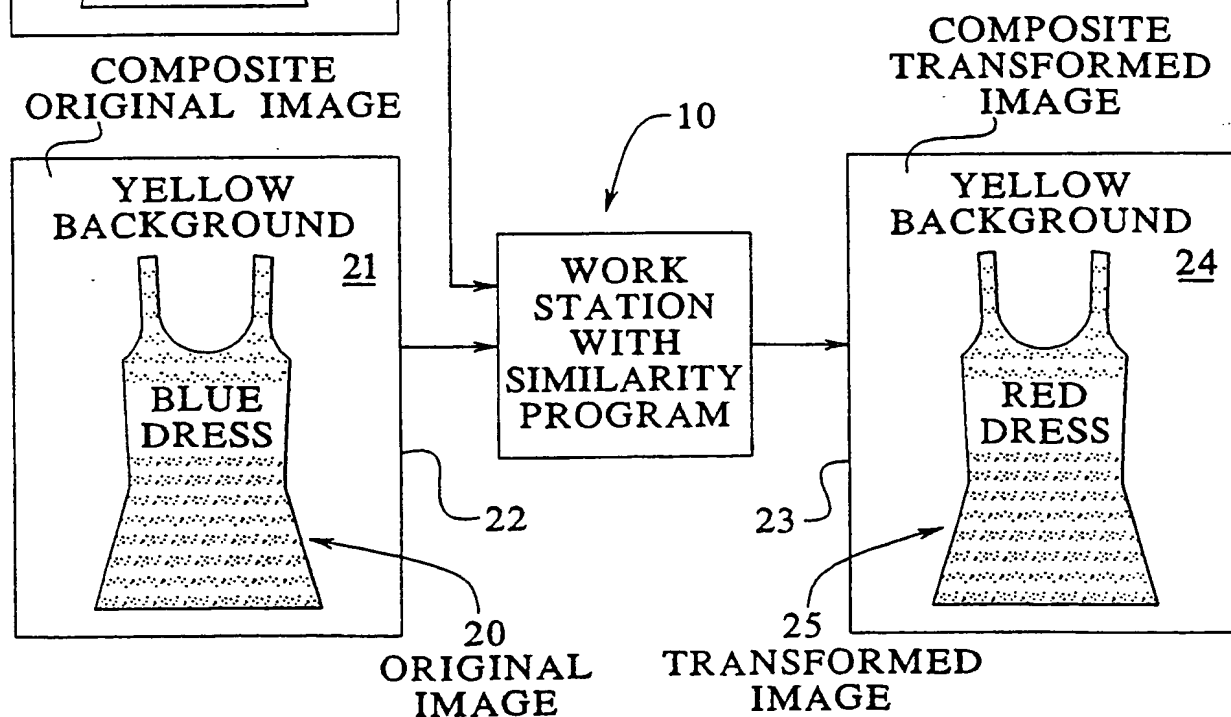 COMPOSITE
ORIGINAL IMAGE
COMPOSITE
TRANSFORMED
IMAGE
10
YELLOW
BACKGROUND
21
BLUE
DRESS
WORK
STATION
WITH
SIMILARITY
PROGRAM
YELLOW
BACKGROUND
24
RED
DRESS
22
23
20
ORIGINAL
IMAGE
25
TRANSFORMED
IMAGE